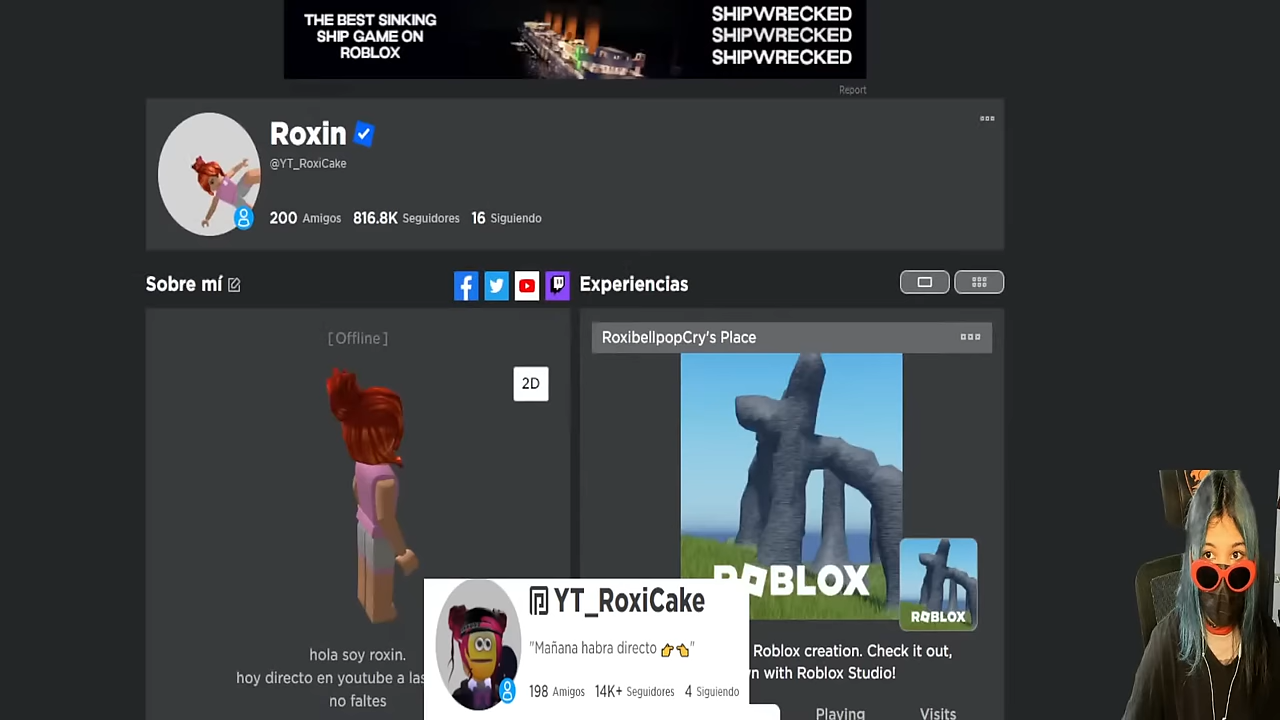 THE BEST SINKING
SHIP GAME ON
ROBLOX
SHIPWRECKED
SHIPWRECKED
SHIPWRECKED
Report
Roxin
@YT_RoxiCake
200 Amigos 816.8K Seguidores 16 Siguiendo
Sobre mí
Experiencias
[Offline]
2D
hola soy roxin.
hoy directo en youtube a las
no faltes
RoxibellpopCry's Place
ROBLOX
ROBLOX
Roblox creation. Check it out,
Roblox Studio!
Playing
Visits
YT_RoxiCake
"Mañana habra directo 👉👈"
198 Amigos 14K+ Seguidores 4 Siguiendo